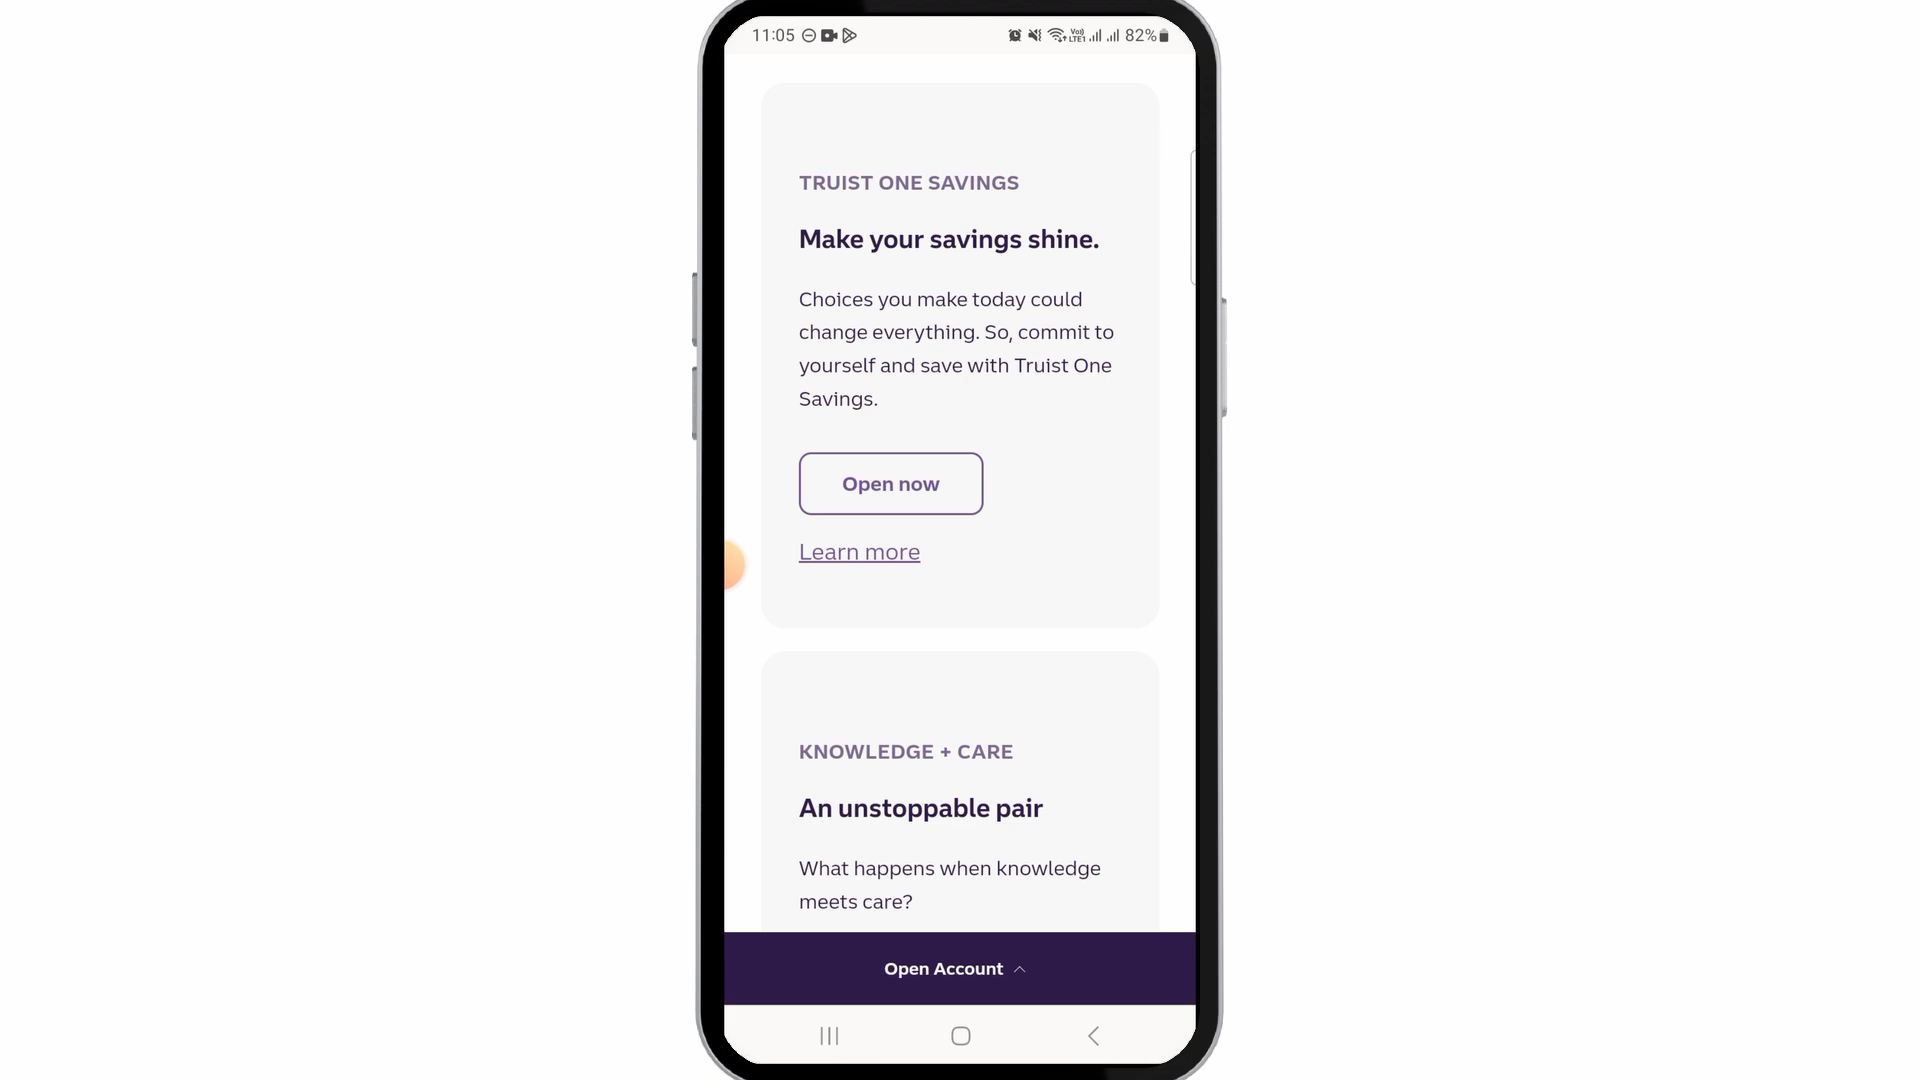 11:05 82%
TRUIST ONE SAVINGS
Make your savings shine.
Choices you make today could
change everything. So, commit to
yourself and save with Truist One
Savings.
Open now
Learn more
KNOWLEDGE + CARE
An unstoppable pair
What happens when knowledge
meets care?
Open Account